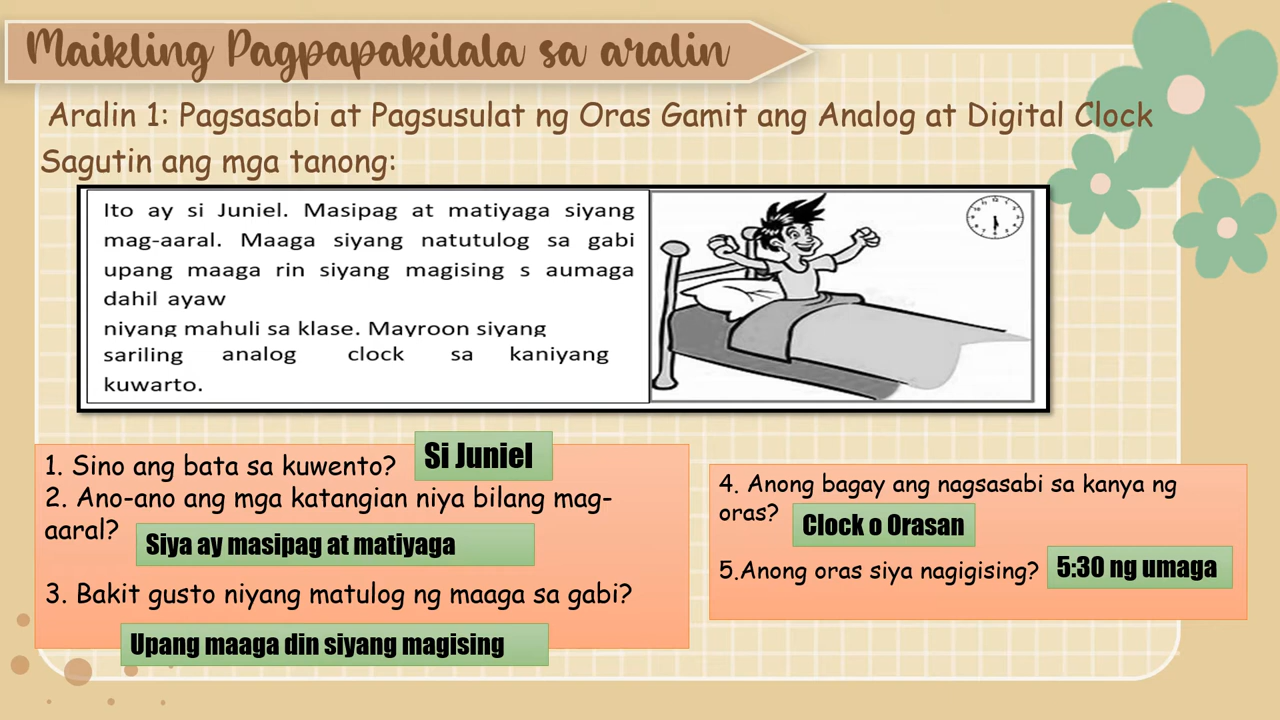 Maikling Pagpapakilala sa aralin
Aralin 1: Pagsasabi at Pagsusulat ng Oras Gamit ang Analog at Digital Clock
Sagutin ang mga tanong:
Ito ay si Juniel. Masipag at matiyaga siyang
mag-aaral. Maaga siyang natutulog sa gabi
upang maaga rin siyang magising s aumaga
dahil ayaw
niyang mahuli sa klase. Mayroon siyang
sariling analog clock sa kaniyang
kuwarto.
1. Sino ang bata sa kuwento? Si Juniel
2. Ano-ano ang mga katangian niya bilang mag-
aaral? Siya ay masipag at matiyaga
3. Bakit gusto niyang matulog ng maaga sa gabi?
Upang maaga din siyang magising
4. Anong bagay ang nagsasabi sa kanya ng
oras? Clock o Orasan
5.Anong oras siya nagigising? 5:30 ng umaga